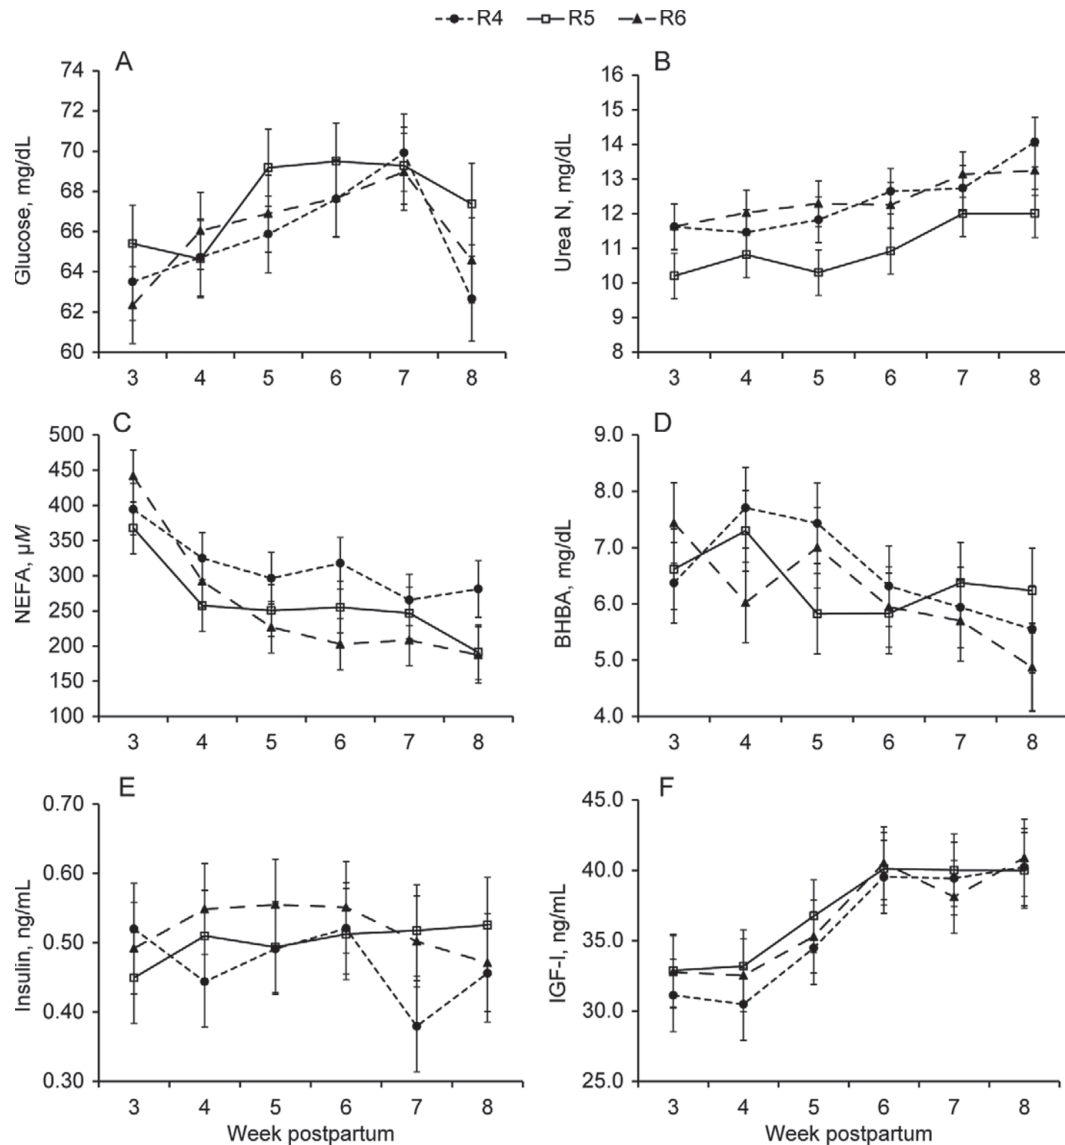 R4 R5 R6
A
Glucose, mg/dL
74
72
70
68
66
64
62
60
3 4 5 6 7 8
B
Urea N, mg/dL
16
15
14
13
12
11
10
9
8
3 4 5 6 7 8
C
NEFA, µM
500
450
400
350
300
250
200
150
100
3 4 5 6 7 8
D
BHBA, mg/dL
9.0
8.0
7.0
6.0
5.0
4.0
3 4 5 6 7 8
E
Insulin, ng/mL
0.70
0.60
0.50
0.40
0.30
3 4 5 6 7 8
Week postpartum
F
IGF-I, ng/mL
45.0
40.0
35.0
30.0
25.0
3 4 5 6 7 8
Week postpartum